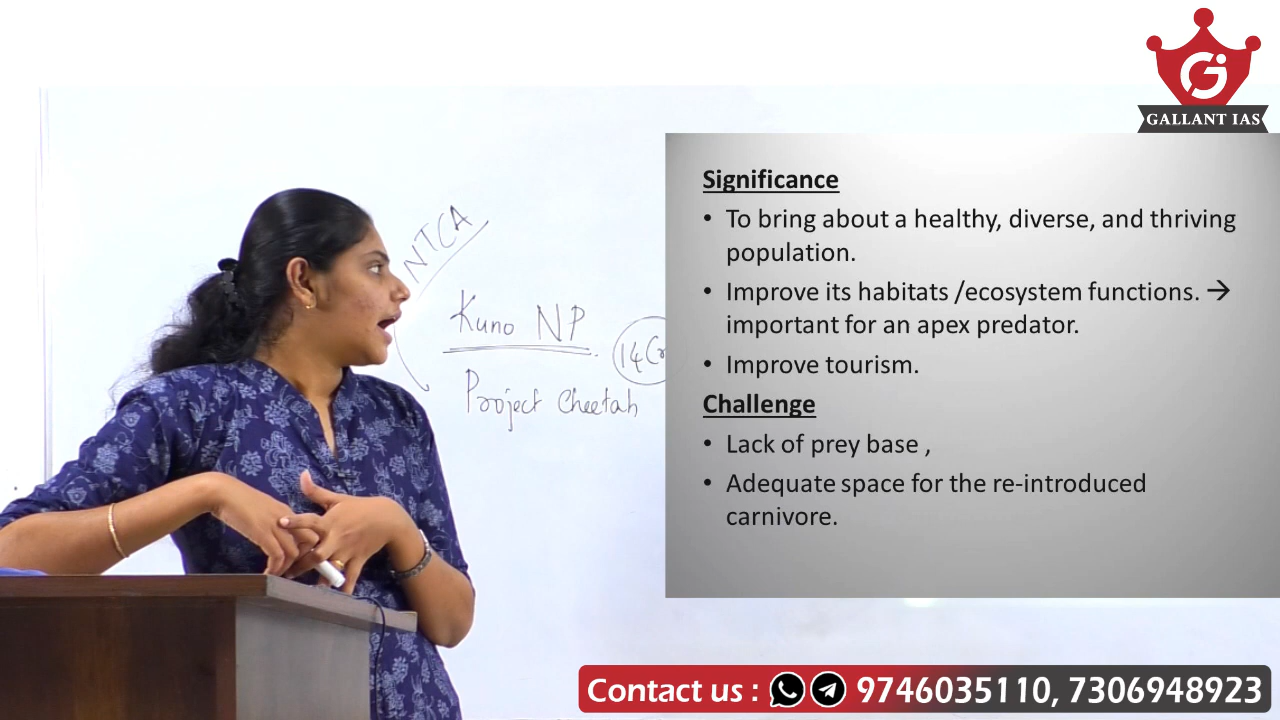 GALLANT IAS
Significance
• To bring about a healthy, diverse, and thriving
population.
• Improve its habitats /ecosystem functions. →
important for an apex predator.
• Improve tourism.
Challenge
• Lack of prey base ,
• Adequate space for the re-introduced
carnivore.
NTCA
Kuno NP
14Cr
Project Cheetah
Contact us : 9746035110, 7306948923